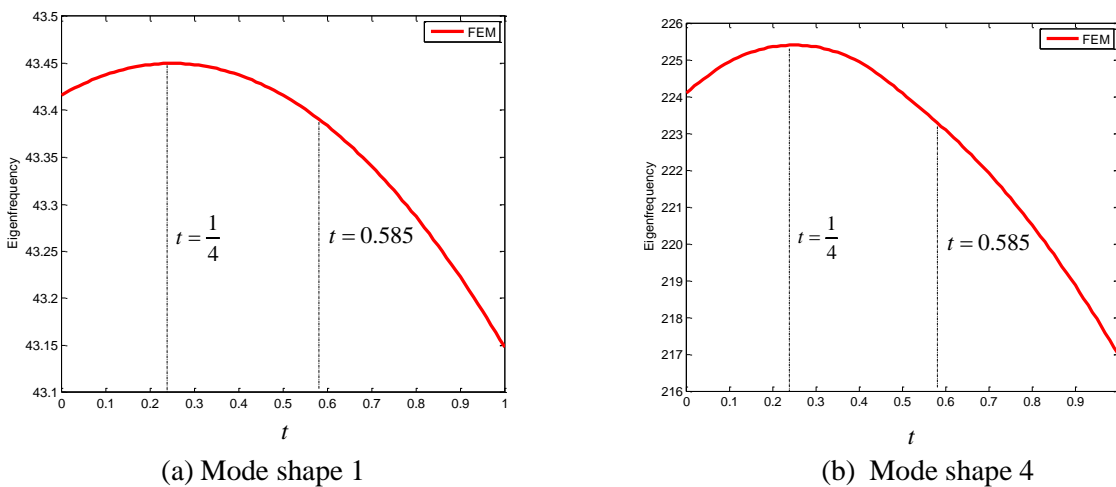 43.5
43.45
43.4
43.35
43.3
43.25
43.2
43.15
43.1
Eigenfrequency
FEM
t = 1/4
t = 0.585
0 0.1 0.2 0.3 0.4 0.5 0.6 0.7 0.8 0.9 1
t
(a) Mode shape 1
226
225
224
223
222
221
220
219
218
217
216
Eigenfrequency
FEM
t = 1/4
t = 0.585
0 0.1 0.2 0.3 0.4 0.5 0.6 0.7 0.8 0.9
t
(b) Mode shape 4